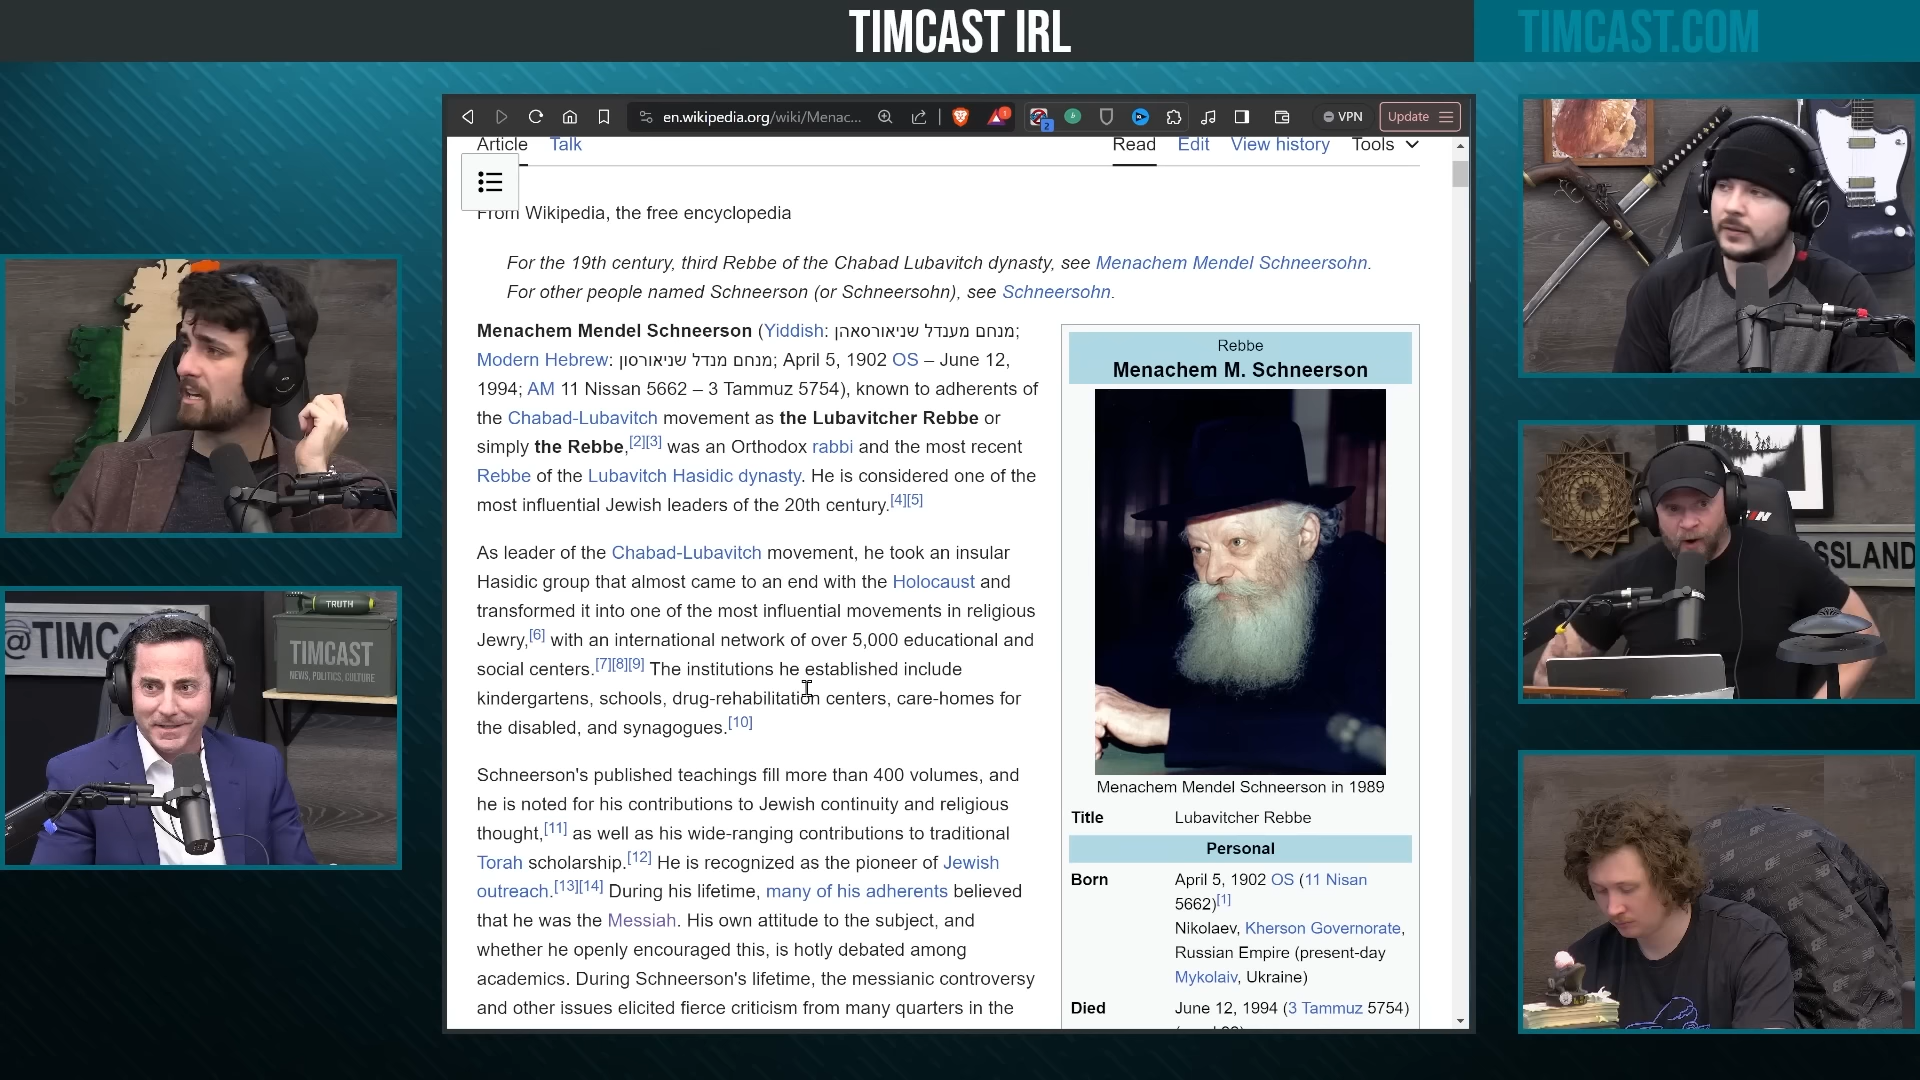 TIMCAST IRL
TIMCAST.COM
en.wikipedia.org/wiki/Menac...
1
2
VPN
Update
Article
Talk
Read
Edit
View history
Tools
From Wikipedia, the free encyclopedia
For the 19th century, third Rebbe of the Chabad Lubavitch dynasty, see Menachem Mendel Schneersohn.
For other people named Schneerson (or Schneersohn), see Schneersohn.
Menachem Mendel Schneerson (Yiddish: מנחם מענדל שניאורסאהן;
Modern Hebrew: מנחם מנדל שניאורסון; April 5, 1902 OS – June 12,
1994; AM 11 Nissan 5662 – 3 Tammuz 5754), known to adherents of
the Chabad-Lubavitch movement as the Lubavitcher Rebbe or
simply the Rebbe,[2][3] was an Orthodox rabbi and the most recent
Rebbe of the Lubavitch Hasidic dynasty. He is considered one of the
most influential Jewish leaders of the 20th century.[4][5]
As leader of the Chabad-Lubavitch movement, he took an insular
Hasidic group that almost came to an end with the Holocaust and
transformed it into one of the most influential movements in religious
Jewry,[6] with an international network of over 5,000 educational and
social centers.[7][8][9] The institutions he established include
kindergartens, schools, drug-rehabilitation centers, care-homes for
the disabled, and synagogues.[10]
Schneerson's published teachings fill more than 400 volumes, and
he is noted for his contributions to Jewish continuity and religious
thought,[11] as well as his wide-ranging contributions to traditional
Torah scholarship.[12] He is recognized as the pioneer of Jewish
outreach.[13][14] During his lifetime, many of his adherents believed
that he was the Messiah. His own attitude to the subject, and
whether he openly encouraged this, is hotly debated among
academics. During Schneerson's lifetime, the messianic controversy
and other issues elicited fierce criticism from many quarters in the
Rebbe
Menachem M. Schneerson
Menachem Mendel Schneerson in 1989
Title Lubavitcher Rebbe
Personal
Born April 5, 1902 OS (11 Nisan
5662)[1]
Nikolaev, Kherson Governorate,
Russian Empire (present-day
Mykolaiv, Ukraine)
Died June 12, 1994 (3 Tammuz 5754)
@TIMCA
TRUTH
TIMCAST
NEWS, POLITICS, CULTURE
SSLAND